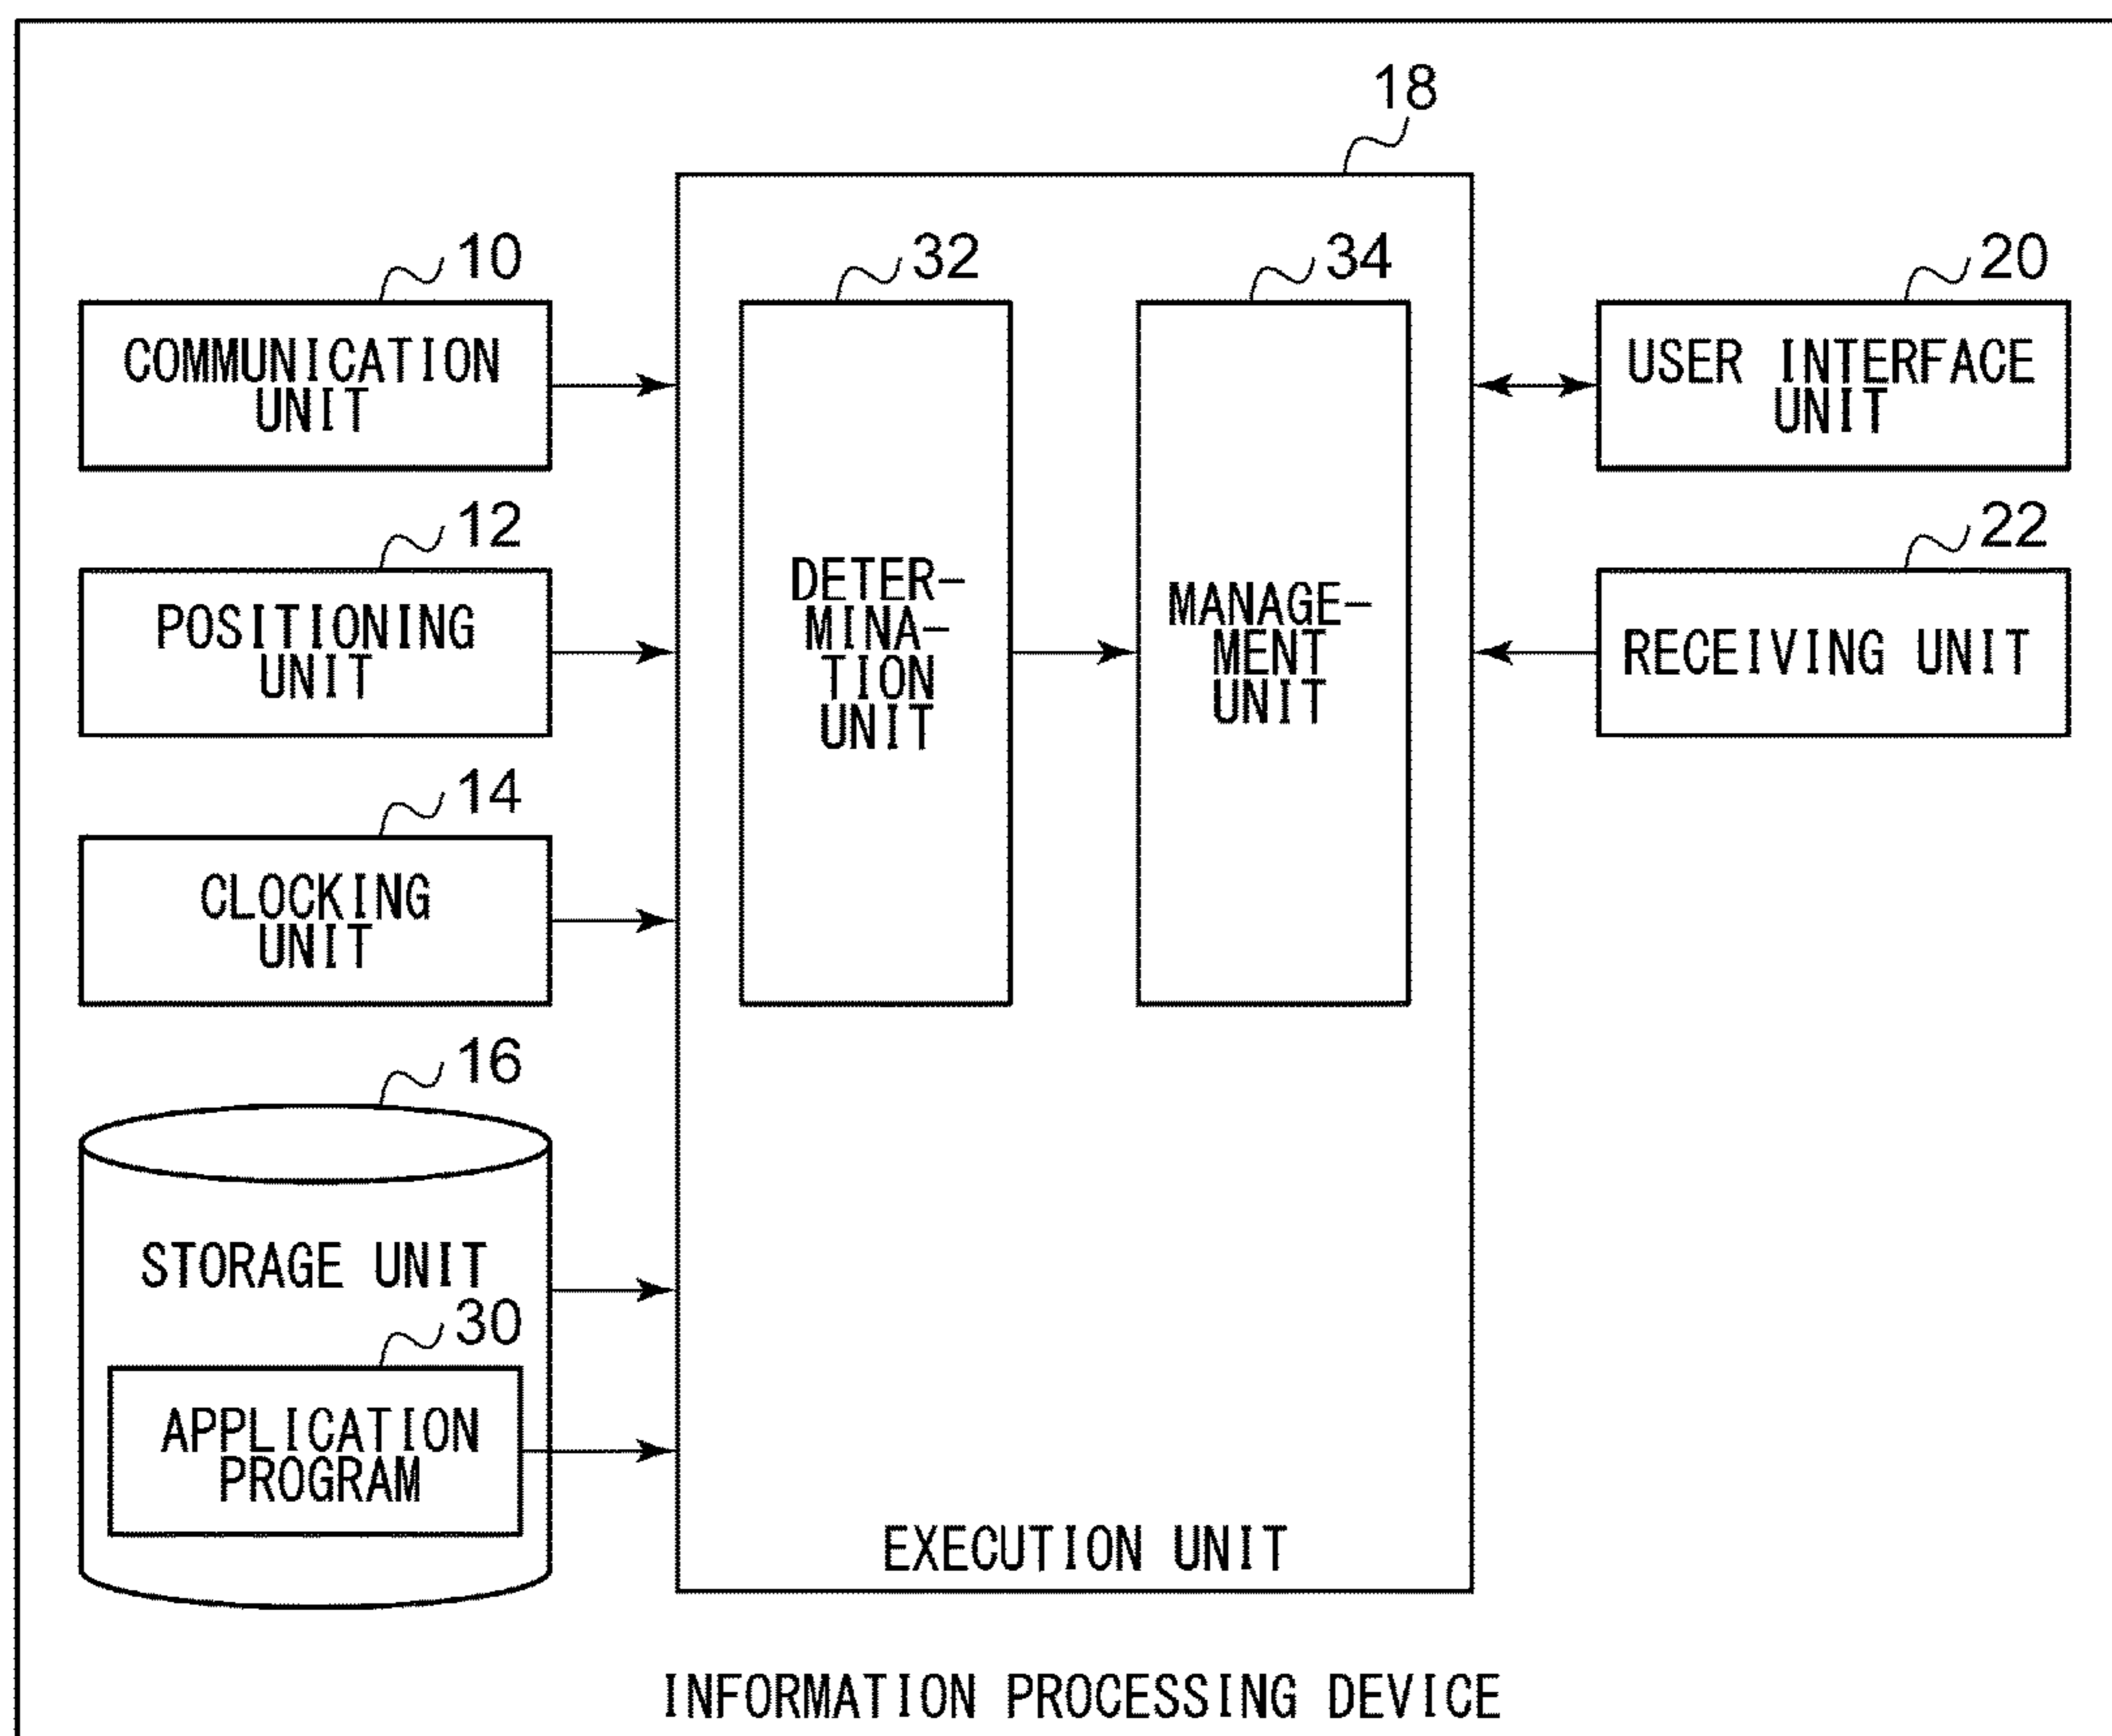 18
10
32
34
20
COMMUNICATION
UNIT
USER INTERFACE
UNIT
12
22
POSITIONING
UNIT
DETER-
MINA-
TION
UNIT
MANAGE-
MENT
UNIT
RECEIVING UNIT
14
CLOCKING
UNIT
16
STORAGE UNIT
30
APPLICATION
PROGRAM
EXECUTION UNIT
INFORMATION PROCESSING DEVICE